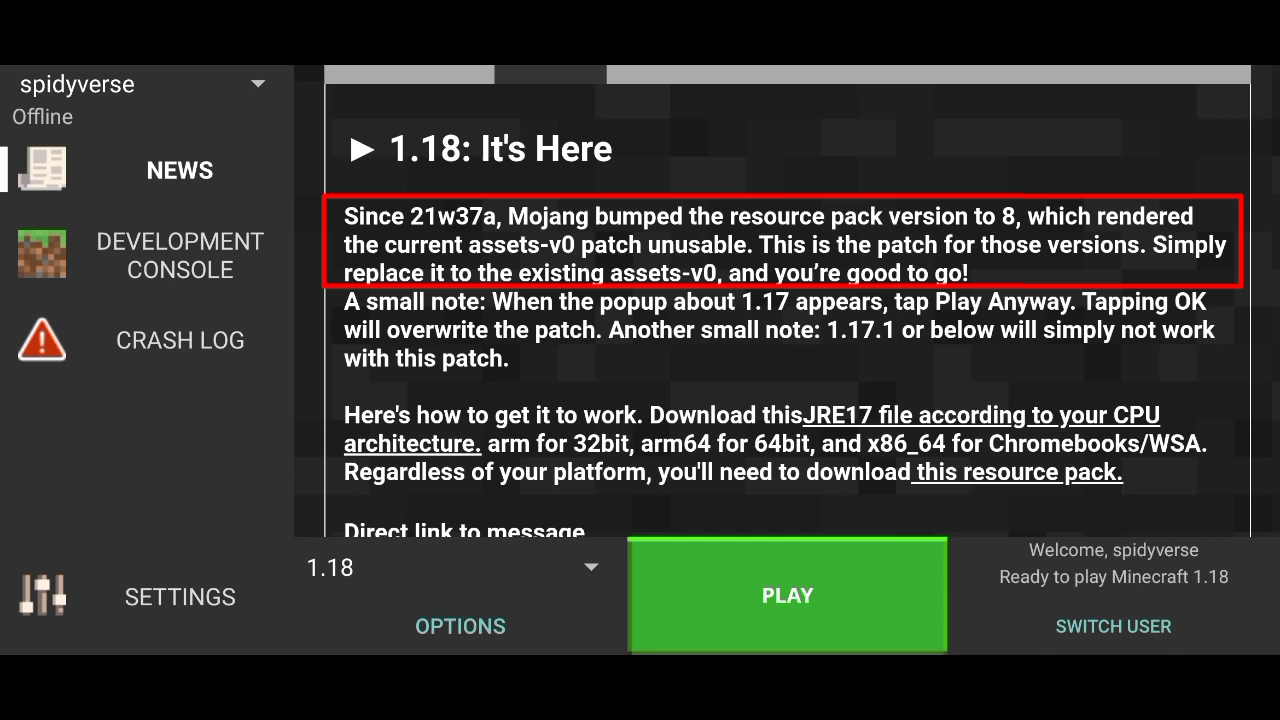 spidyverse
Offline
NEWS
DEVELOPMENT
CONSOLE
CRASH LOG
SETTINGS
► 1.18: It's Here
Since 21w37a, Mojang bumped the resource pack version to 8, which rendered
the current assets-v0 patch unusable. This is the patch for those versions. Simply
replace it to the existing assets-v0, and you’re good to go!
A small note: When the popup about 1.17 appears, tap Play Anyway. Tapping OK
will overwrite the patch. Another small note: 1.17.1 or below will simply not work
with this patch.
Here's how to get it to work. Download thisJRE17 file according to your CPU
architecture. arm for 32bit, arm64 for 64bit, and x86_64 for Chromebooks/WSA.
Regardless of your platform, you'll need to download this resource pack.
Direct link to message
1.18
OPTIONS
PLAY
Welcome, spidyverse
Ready to play Minecraft 1.18
SWITCH USER